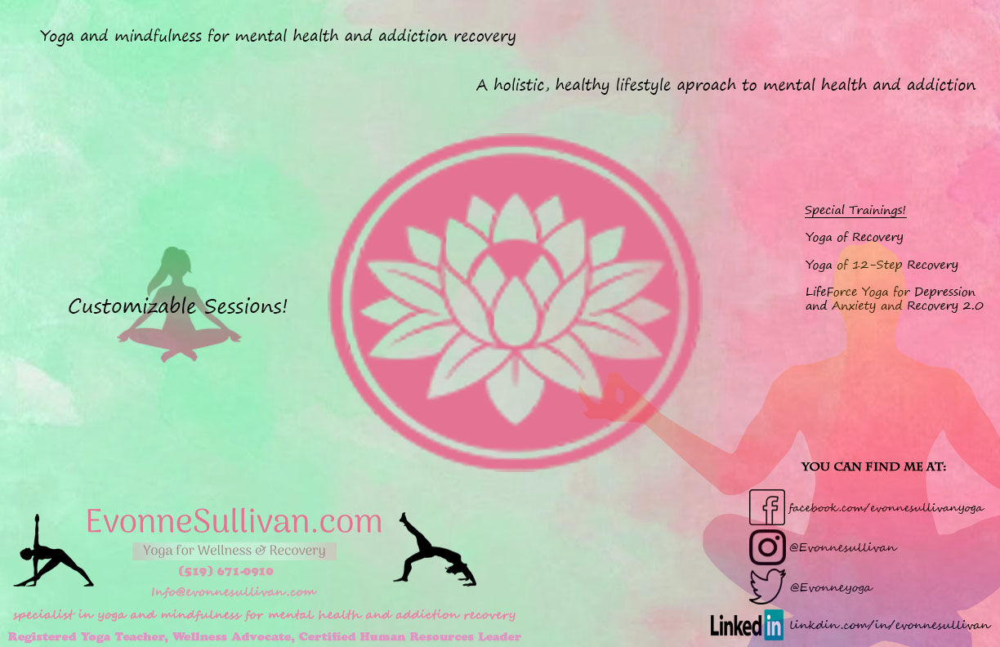 Yoga and mindfulness for mental health and addiction recovery
A holistic, healthy lifestyle aproach to mental health and addiction
Special Trainings!
Yoga of Recovery
Yoga of 12-Step Recovery
LifeForce Yoga for Depression
and Anxiety and Recovery 2.0
Customizable Sessions!
YOU CAN FIND ME AT:
facebook.com/evonnesullivanyoga
@Evonnesullivan
@Evonneyoga
Linked in linkdin.com/in/evonnesullivan
EvonneSullivan.com
Yoga for Wellness & Recovery
(519) 671-0910
Info@evonnesullivan.com
specialist in yoga and mindfulness for mental health and addiction recovery
Registered Yoga Teacher, Wellness Advocate, Certified Human Resources Leader